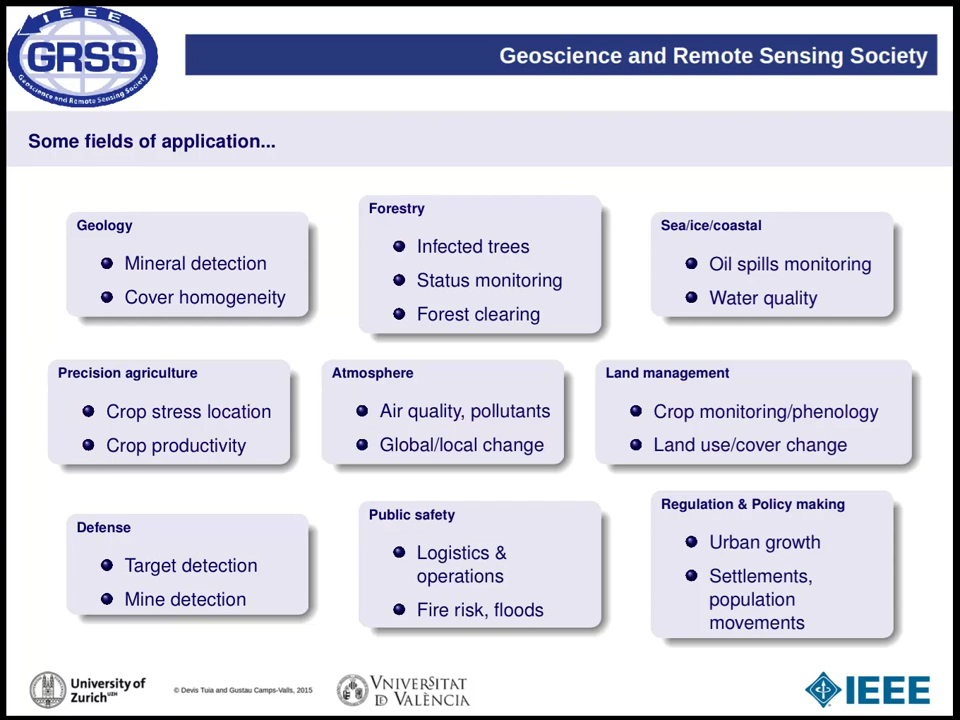 IEEE
GRSS
Geoscience and Remote Sensing Society
Geoscience and Remote Sensing Society
Some fields of application...
Geology
Mineral detection
Cover homogeneity
Forestry
Infected trees
Status monitoring
Forest clearing
Sea/ice/coastal
Oil spills monitoring
Water quality
Precision agriculture
Crop stress location
Crop productivity
Atmosphere
Air quality, pollutants
Global/local change
Land management
Crop monitoring/phenology
Land use/cover change
Defense
Target detection
Mine detection
Public safety
Logistics &
operations
Fire risk, floods
Regulation & Policy making
Urban growth
Settlements,
population
movements
University of
Zurich UZH
© Devis Tuia and Gustau Camps-Valls, 2015
VNIVERSITAT
DE VALÈNCIA
IEEE